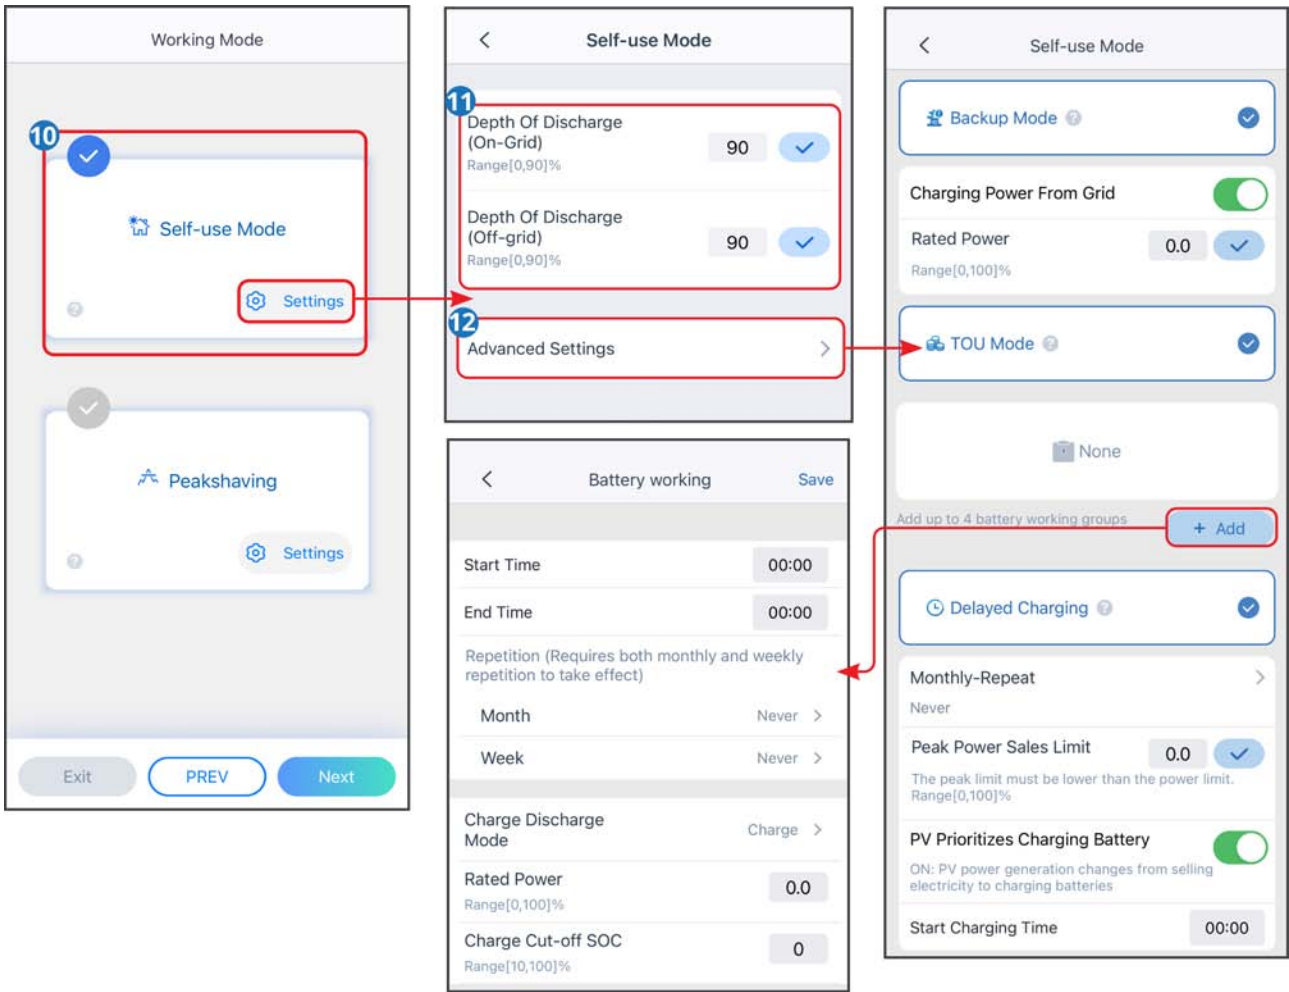 Working Mode
10
Self-use Mode
Settings
Peakshaving
Settings
Exit
PREV
Next
Self-use Mode
11
Depth Of Discharge
(On-Grid)
90
Range[0,90]%
Depth Of Discharge
(Off-grid)
90
Range[0,90]%
12
Advanced Settings
Battery working
Save
Start Time
00:00
End Time
00:00
Repetition (Requires both monthly and weekly
repetition to take effect)
Month
Never
Week
Never
Charge Discharge
Mode
Charge
Rated Power
0.0
Range[0,100]%
Charge Cut-off SOC
0
Range[10,100]%
Self-use Mode
Backup Mode ?
Charging Power From Grid
Rated Power
0.0
Range[0,100]%
TOU Mode ?
None
Add up to 4 battery working groups
+ Add
Delayed Charging ?
Monthly-Repeat
Never
Peak Power Sales Limit
0.0
The peak limit must be lower than the power limit.
Range[0,100]%
PV Prioritizes Charging Battery
ON: PV power generation changes from selling
electricity to charging batteries
Start Charging Time
00:00